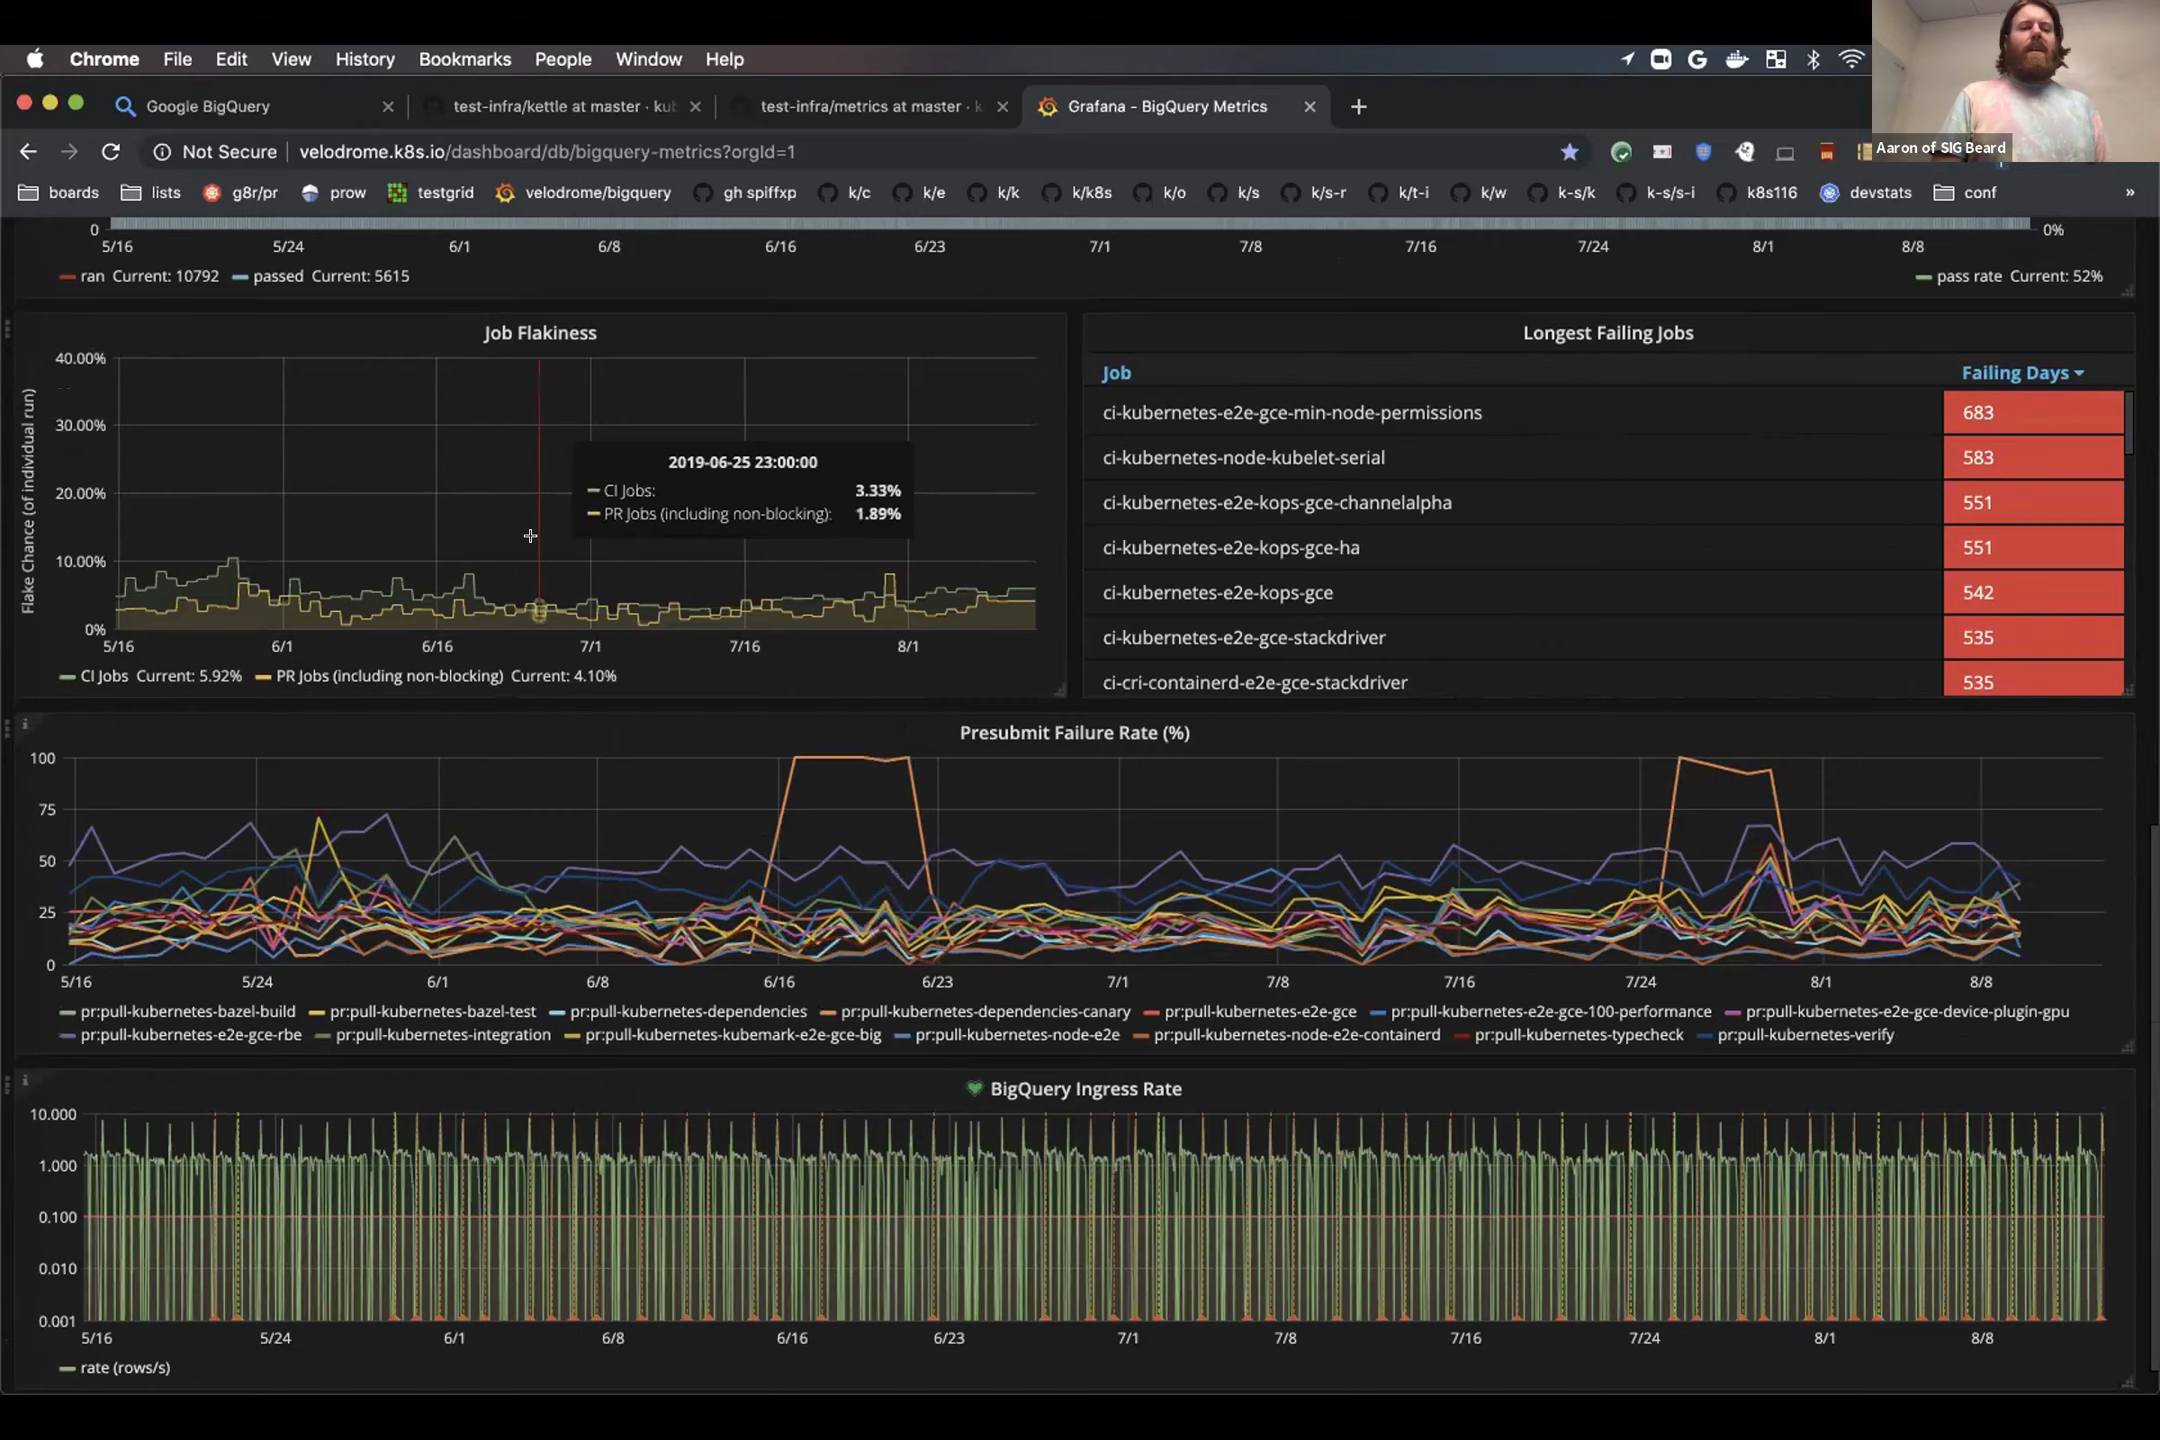 Chrome File Edit View History Bookmarks People Window Help
Google BigQuery
test-infra/kettle at master · kub
test-infra/metrics at master · k
Grafana - BigQuery Metrics
Not Secure velodrome.k8s.io/dashboard/db/bigquery-metrics?orgId=1
Aaron of SIG Beard
boards lists g8r/pr prow testgrid velodrome/bigquery gh spiffxp k/c k/e k/k k/k8s k/o k/s k/s-r k/t-i k/w k-s/k k-s/s-i k8s116 devstats conf »
0 0%
5/16 5/24 6/1 6/8 6/16 6/23 7/1 7/8 7/16 7/24 8/1 8/8
ran Current: 10792 passed Current: 5615 pass rate Current: 52%
Job Flakiness
Flake Chance (of individual run)
40.00%
30.00%
20.00%
10.00%
0%
2019-06-25 23:00:00
CI Jobs: 3.33%
PR Jobs (including non-blocking): 1.89%
5/16 6/1 6/16 7/1 7/16 8/1
CI Jobs Current: 5.92% PR Jobs (including non-blocking) Current: 4.10%
Longest Failing Jobs
Job Failing Days
ci-kubernetes-e2e-gce-min-node-permissions 683
ci-kubernetes-node-kubelet-serial 583
ci-kubernetes-e2e-kops-gce-channelalpha 551
ci-kubernetes-e2e-kops-gce-ha 551
ci-kubernetes-e2e-kops-gce 542
ci-kubernetes-e2e-gce-stackdriver 535
ci-cri-containerd-e2e-gce-stackdriver 535
Presubmit Failure Rate (%)
100
75
50
25
0
5/16 5/24 6/1 6/8 6/16 6/23 7/1 7/8 7/16 7/24 8/1 8/8
pr:pull-kubernetes-bazel-build pr:pull-kubernetes-bazel-test pr:pull-kubernetes-dependencies pr:pull-kubernetes-dependencies-canary pr:pull-kubernetes-e2e-gce pr:pull-kubernetes-e2e-gce-100-performance pr:pull-kubernetes-e2e-gce-device-plugin-gpu
pr:pull-kubernetes-e2e-gce-rbe pr:pull-kubernetes-integration pr:pull-kubernetes-kubemark-e2e-gce-big pr:pull-kubernetes-node-e2e pr:pull-kubernetes-node-e2e-containerd pr:pull-kubernetes-typecheck pr:pull-kubernetes-verify
BigQuery Ingress Rate
10.000
1.000
0.100
0.010
0.001
5/16 5/24 6/1 6/8 6/16 6/23 7/1 7/8 7/16 7/24 8/1 8/8
rate (rows/s)